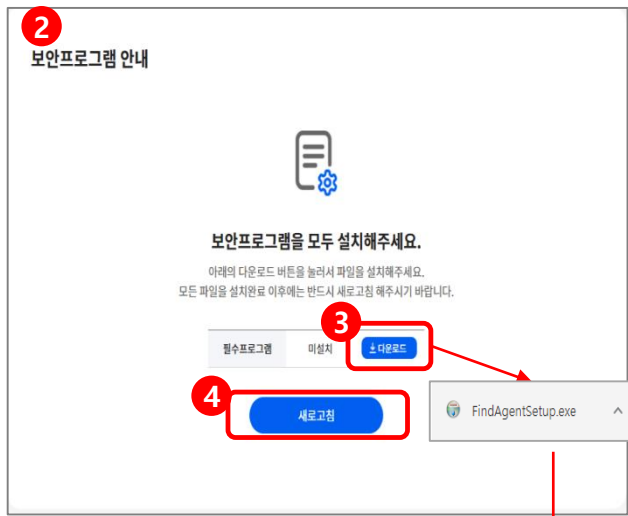 2
보안프로그램 안내
보안프로그램을 모두 설치해주세요.
아래의 다운로드 버튼을 눌러서 파일을 설치해주세요.
모든 파일을 설치완료 이후에는 반드시 새로고침 해주시기 바랍니다.
3
필수프로그램 미설치 다운로드
4
새로고침
FindAgentSetup.exe